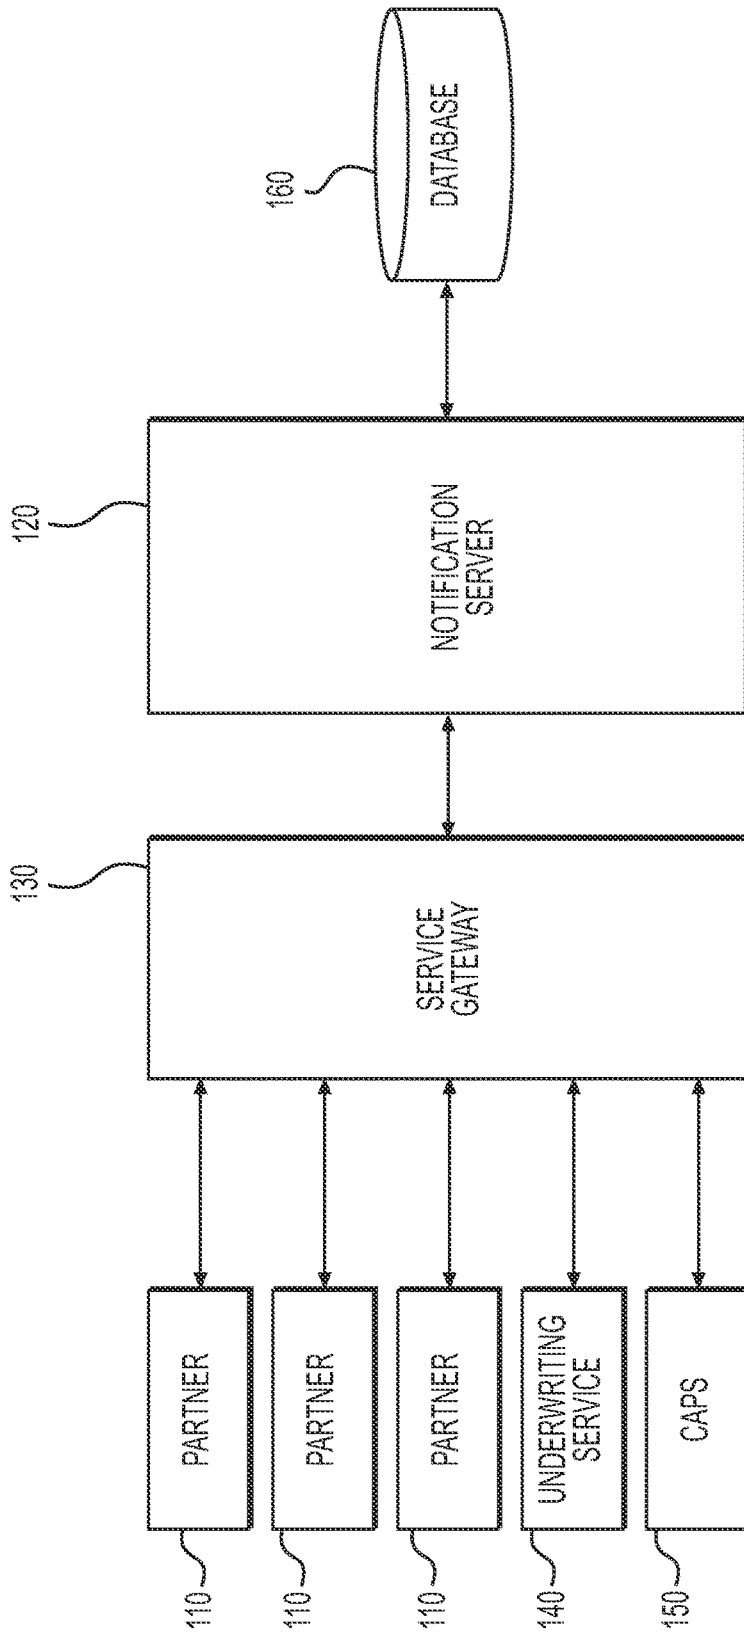 110
PARTNER
110
PARTNER
110
PARTNER
140
UNDERWRITING
SERVICE
150
CAPS
130
SERVICE
GATEWAY
120
NOTIFICATION
SERVER
160
DATABASE